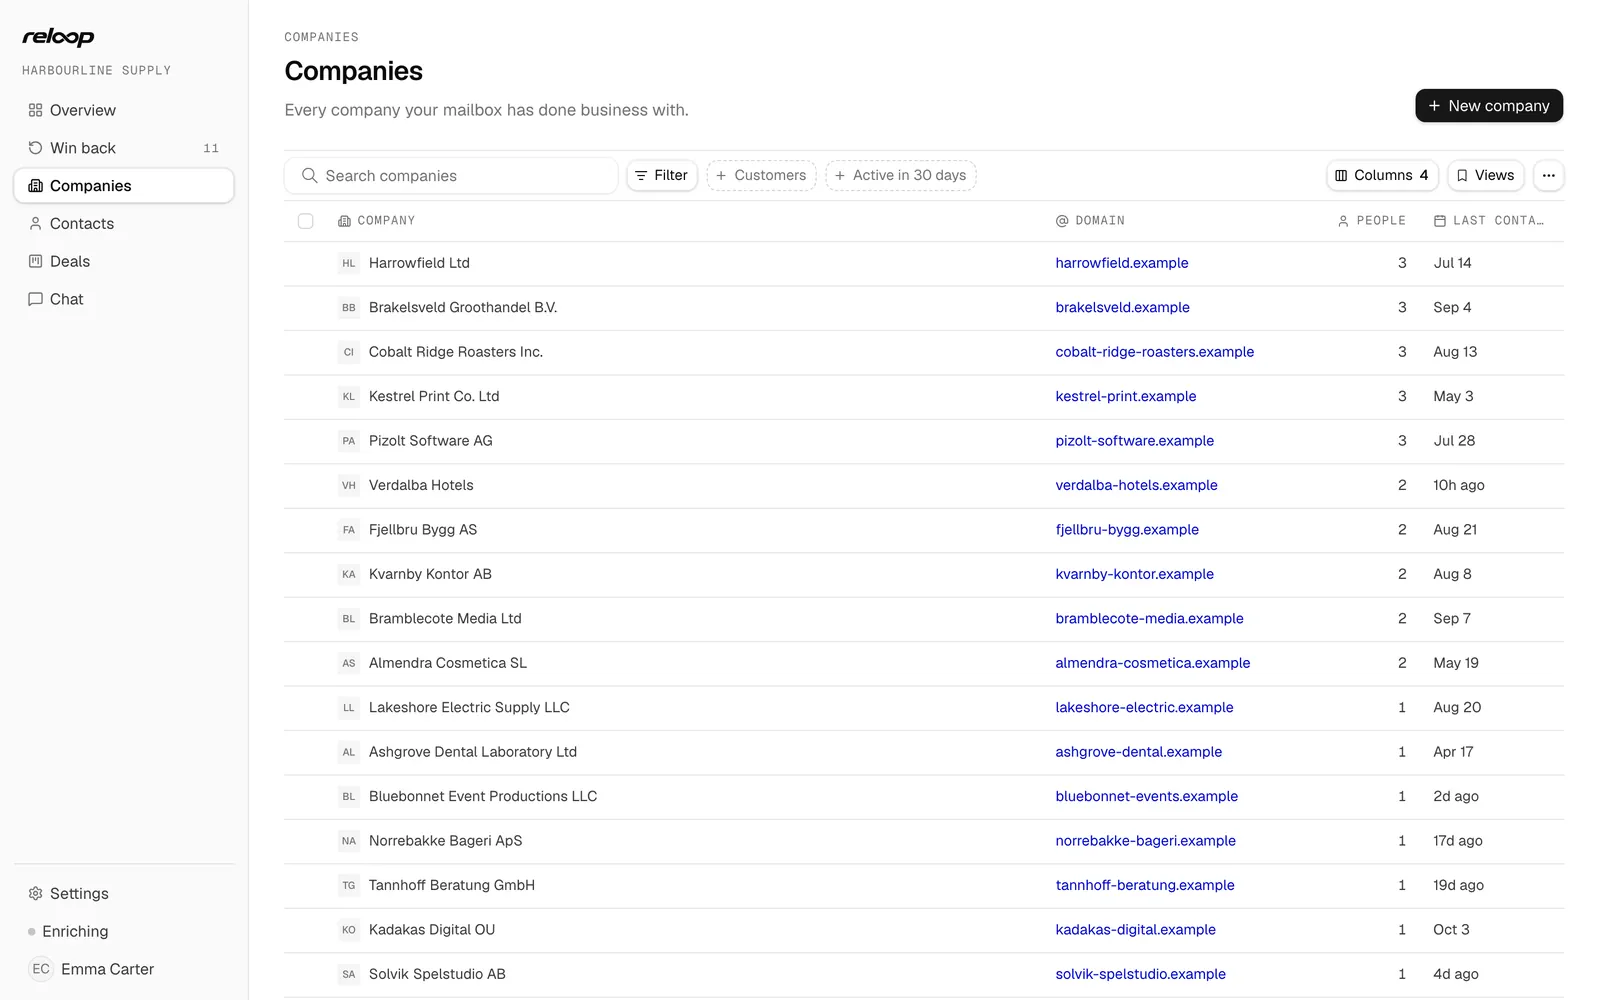 reloop
HARBOURLINE SUPPLY
Overview
Win back 11
Companies
Contacts
Deals
Chat
Settings
Enriching
EC Emma Carter
COMPANIES
Companies
Every company your mailbox has done business with.
+ New company
Search companies Filter + Customers + Active in 30 days Columns 4 Views ...
COMPANY @ DOMAIN PEOPLE LAST CONTA...
HL Harrowfield Ltd harrowfield.example 3 Jul 14
BB Brakelsveld Groothandel B.V. brakelsveld.example 3 Sep 4
CI Cobalt Ridge Roasters Inc. cobalt-ridge-roasters.example 3 Aug 13
KL Kestrel Print Co. Ltd kestrel-print.example 3 May 3
PA Pizolt Software AG pizolt-software.example 3 Jul 28
VH Verdalba Hotels verdalba-hotels.example 2 10h ago
FA Fjellbru Bygg AS fjellbru-bygg.example 2 Aug 21
KA Kvarnby Kontor AB kvarnby-kontor.example 2 Aug 8
BL Bramblecote Media Ltd bramblecote-media.example 2 Sep 7
AS Almendra Cosmetica SL almendra-cosmetica.example 2 May 19
LL Lakeshore Electric Supply LLC lakeshore-electric.example 1 Aug 20
AL Ashgrove Dental Laboratory Ltd ashgrove-dental.example 1 Apr 17
BL Bluebonnet Event Productions LLC bluebonnet-events.example 1 2d ago
NA Norrebakke Bageri ApS norrebakke-bageri.example 1 17d ago
TG Tannhoff Beratung GmbH tannhoff-beratung.example 1 19d ago
KO Kadakas Digital OU kadakas-digital.example 1 Oct 3
SA Solvik Spelstudio AB solvik-spelstudio.example 1 4d ago